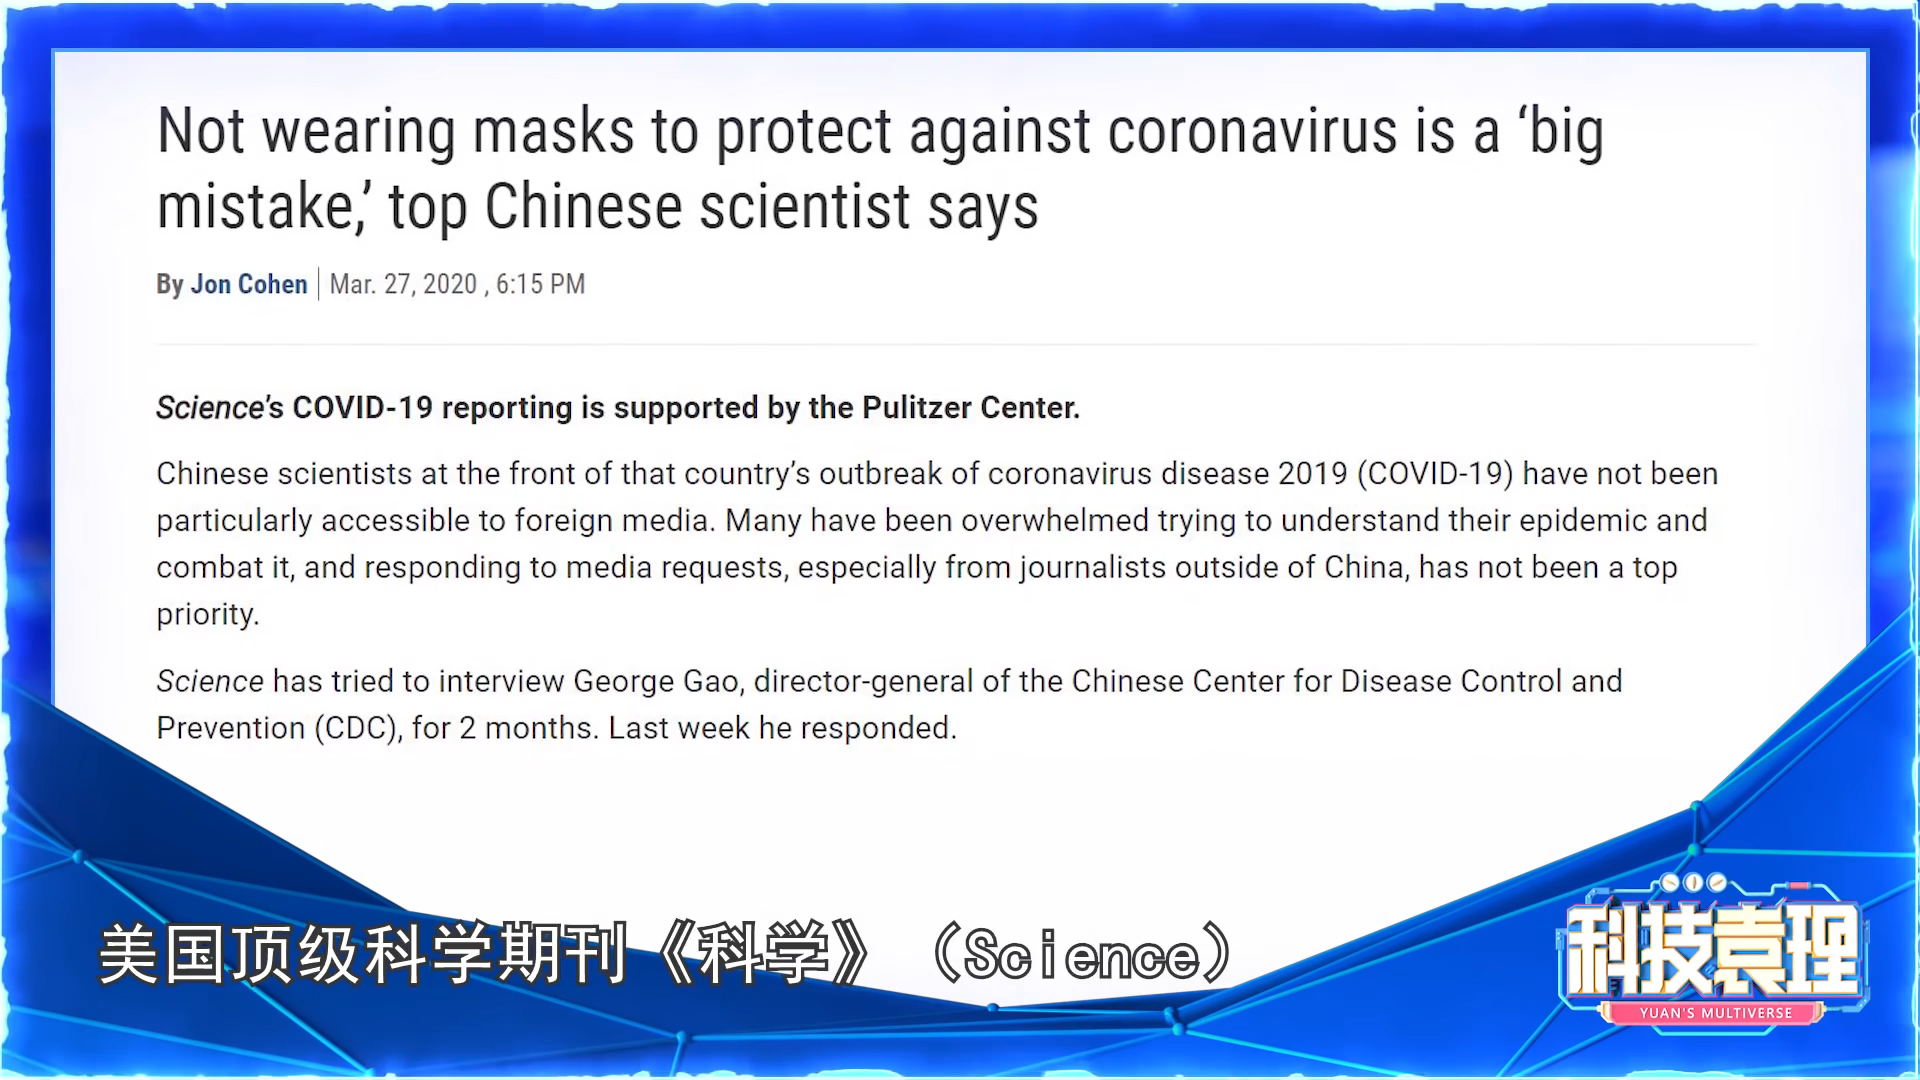 Not wearing masks to protect against coronavirus is a ‘big
mistake,’ top Chinese scientist says
By Jon Cohen | Mar. 27, 2020 , 6:15 PM
Science’s COVID-19 reporting is supported by the Pulitzer Center.
Chinese scientists at the front of that country’s outbreak of coronavirus disease 2019 (COVID-19) have not been
particularly accessible to foreign media. Many have been overwhelmed trying to understand their epidemic and
combat it, and responding to media requests, especially from journalists outside of China, has not been a top
priority.
Science has tried to interview George Gao, director-general of the Chinese Center for Disease Control and
Prevention (CDC), for 2 months. Last week he responded.
美国顶级科学期刊《科学》（Science）
科技袁理
YUAN'S MULTIVERSE